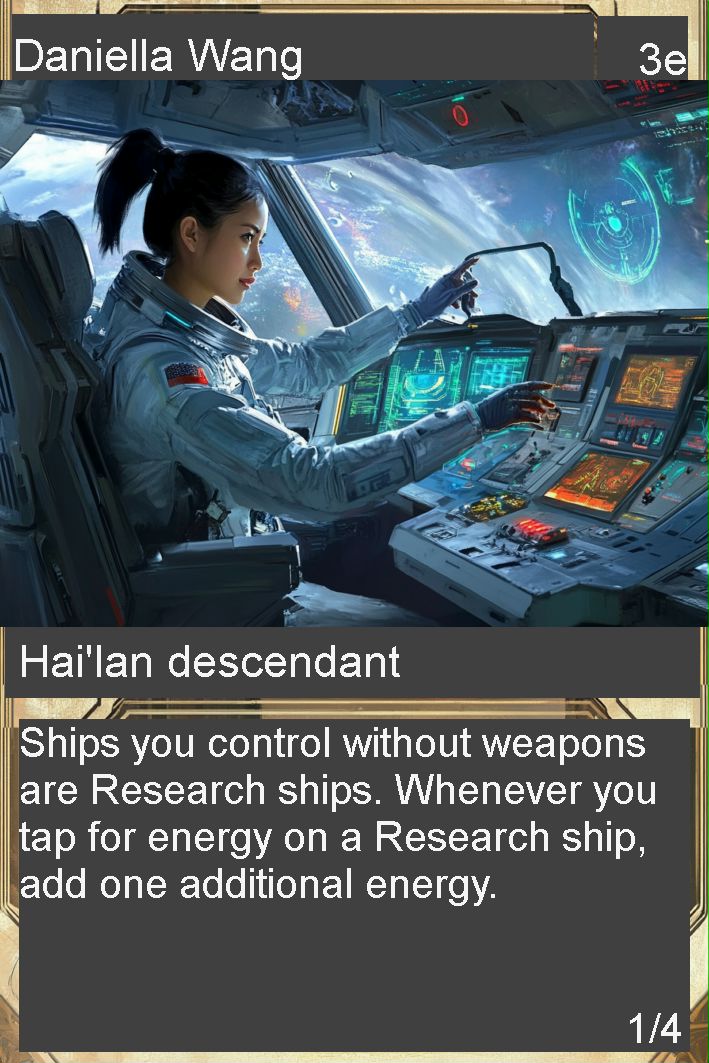 Daniella Wang
3e
Hai'lan descendant
Ships you control without weapons
are Research ships. Whenever you
tap for energy on a Research ship,
add one additional energy.
1/4